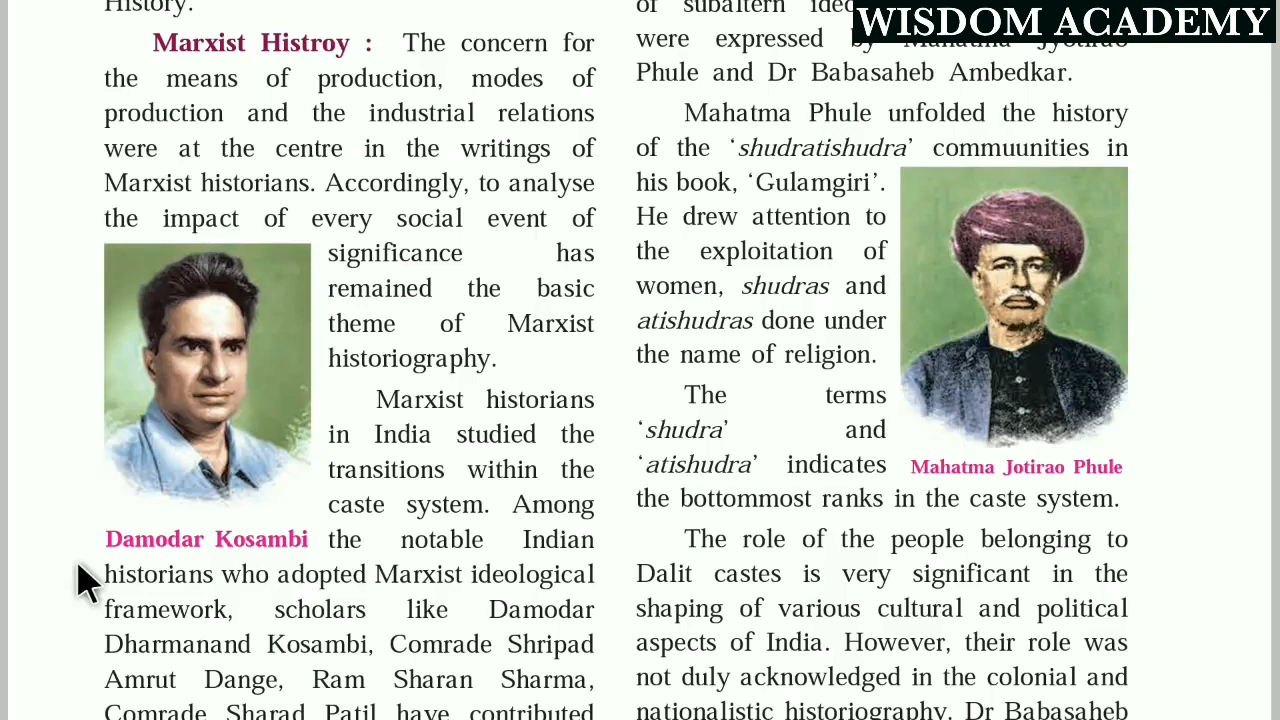 History.
Marxist Histroy : The concern for
the means of production, modes of
production and the industrial relations
were at the centre in the writings of
Marxist historians. Accordingly, to analyse
the impact of every social event of
significance has
remained the basic
theme of Marxist
historiography.
Marxist historians
in India studied the
transitions within the
caste system. Among
Damodar Kosambi
the notable Indian
historians who adopted Marxist ideological
framework, scholars like Damodar
Dharmanand Kosambi, Comrade Shripad
Amrut Dange, Ram Sharan Sharma,
Comrade Sharad Patil have contributed
WISDOM ACADEMY
of subaltern
were expressed by Mahatma Jyotirao
Phule and Dr Babasaheb Ambedkar.
Mahatma Phule unfolded the history
of the ‘shudratishudra’ commuunities in
his book, ‘Gulamgiri’.
He drew attention to
the exploitation of
women, shudras and
atishudras done under
the name of religion.
The terms
‘shudra’ and
‘atishudra’ indicates
Mahatma Jotirao Phule
the bottommost ranks in the caste system.
The role of the people belonging to
Dalit castes is very significant in the
shaping of various cultural and political
aspects of India. However, their role was
not duly acknowledged in the colonial and
nationalistic historiography. Dr Babasaheb